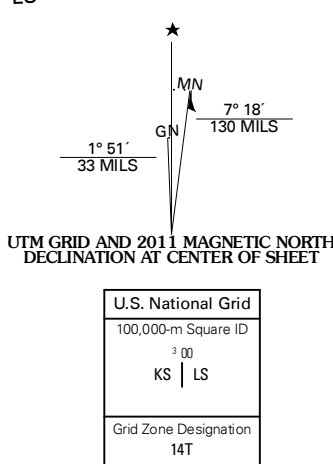 ★
MN
GN
7° 18´
130 MILS
1° 51´
33 MILS
UTM GRID AND 2011 MAGNETIC NORTH
DECLINATION AT CENTER OF SHEET
U.S. National Grid
100,000-m Square ID
3 00
KS | LS
Grid Zone Designation
14T